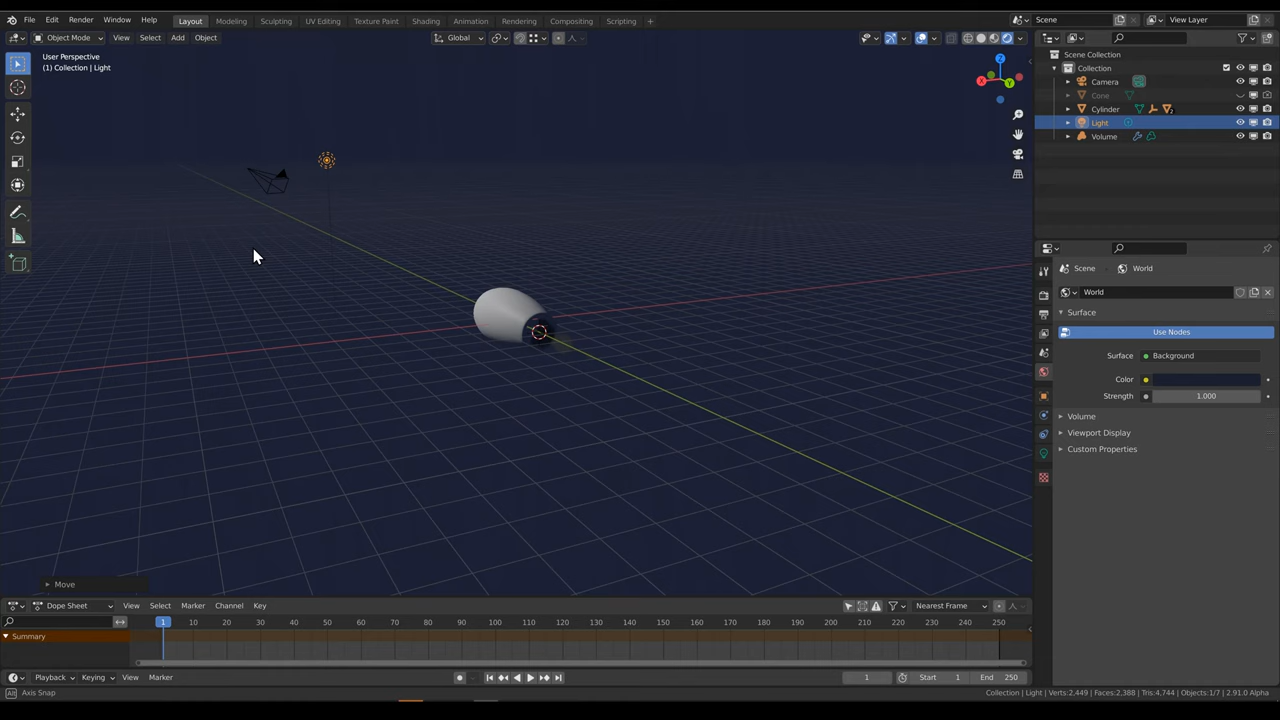 File Edit Render Window Help Layout Modeling Sculpting UV Editing Texture Paint Shading Animation Rendering Compositing Scripting + Scene View Layer
Object Mode View Select Add Object Global
User Perspective
(1) Collection | Light
Scene Collection
Collection
Camera
Cone
Cylinder
Light
Volume
Scene World
World
Surface
Use Nodes
Surface Background
Color
Strength 1.000
Volume
Viewport Display
Custom Properties
Move
Dope Sheet View Select Marker Channel Key Nearest Frame
1 10 20 30 40 50 60 70 80 90 100 110 120 130 140 150 160 170 180 190 200 210 220 230 240 250
Summary
Playback Keying View Marker 1 Start 1 End 250
Axis Snap Collection | Light | Verts:2,449 | Faces:2,388 | Tris:4,744 | Objects:1/7 | 2.91.0 Alpha